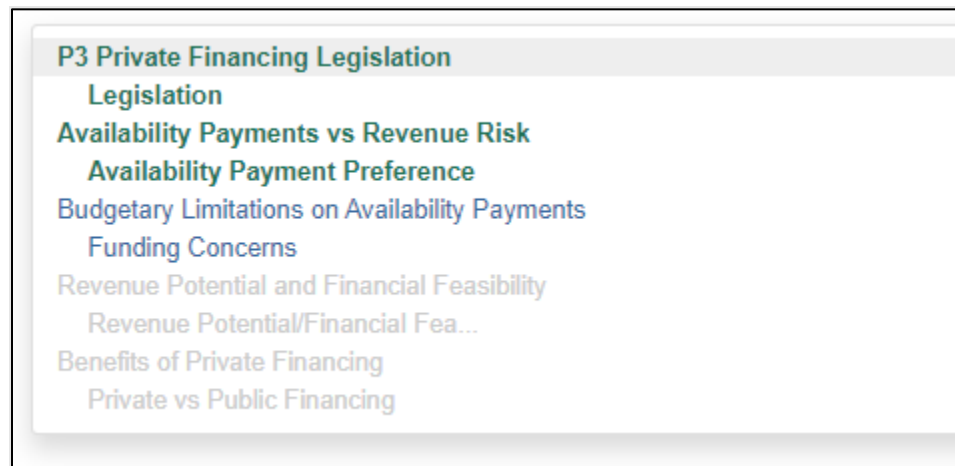 P3 Private Financing Legislation
Legislation
Availability Payments vs Revenue Risk
Availability Payment Preference
Budgetary Limitations on Availability Payments
Funding Concerns
Revenue Potential and Financial Feasibility
Revenue Potential/Financial Fea...
Benefits of Private Financing
Private vs Public Financing